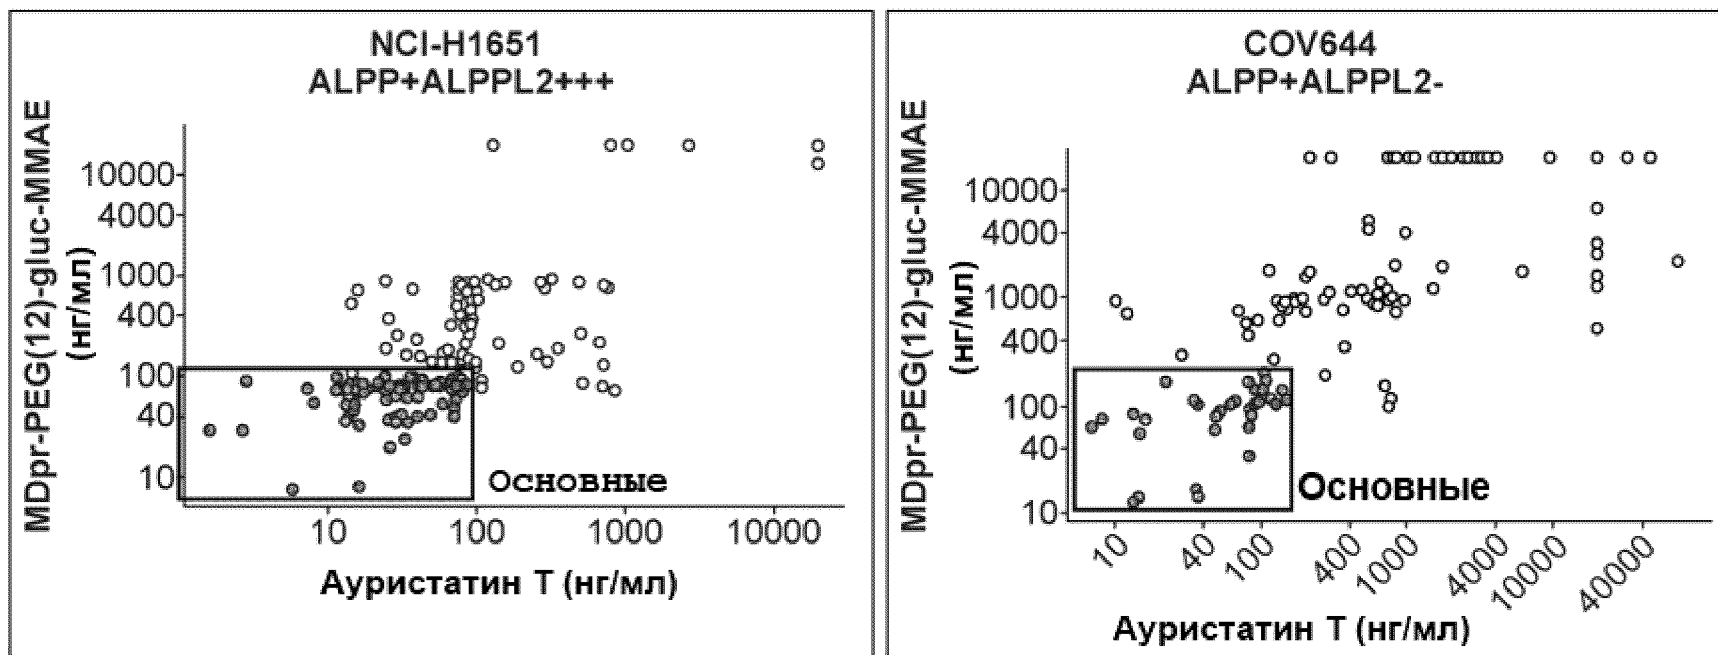 NCI-H1651
ALPP+ALPPL2+++
MDpr-PEG(12)-gluc-MMAE
(нг/мл)
10000
4000
1000
400
100
40
10
Основные
10
100
1000
10000
Ауристатин Т (нг/мл)
COV644
ALPP+ALPPL2-
MDpr-PEG(12)-gluc-MMAE
(нг/мл)
10000
4000
1000
400
100
40
10
Основные
10
40
100
400
1000
4000
10000
40000
Ауристатин Т (нг/мл)